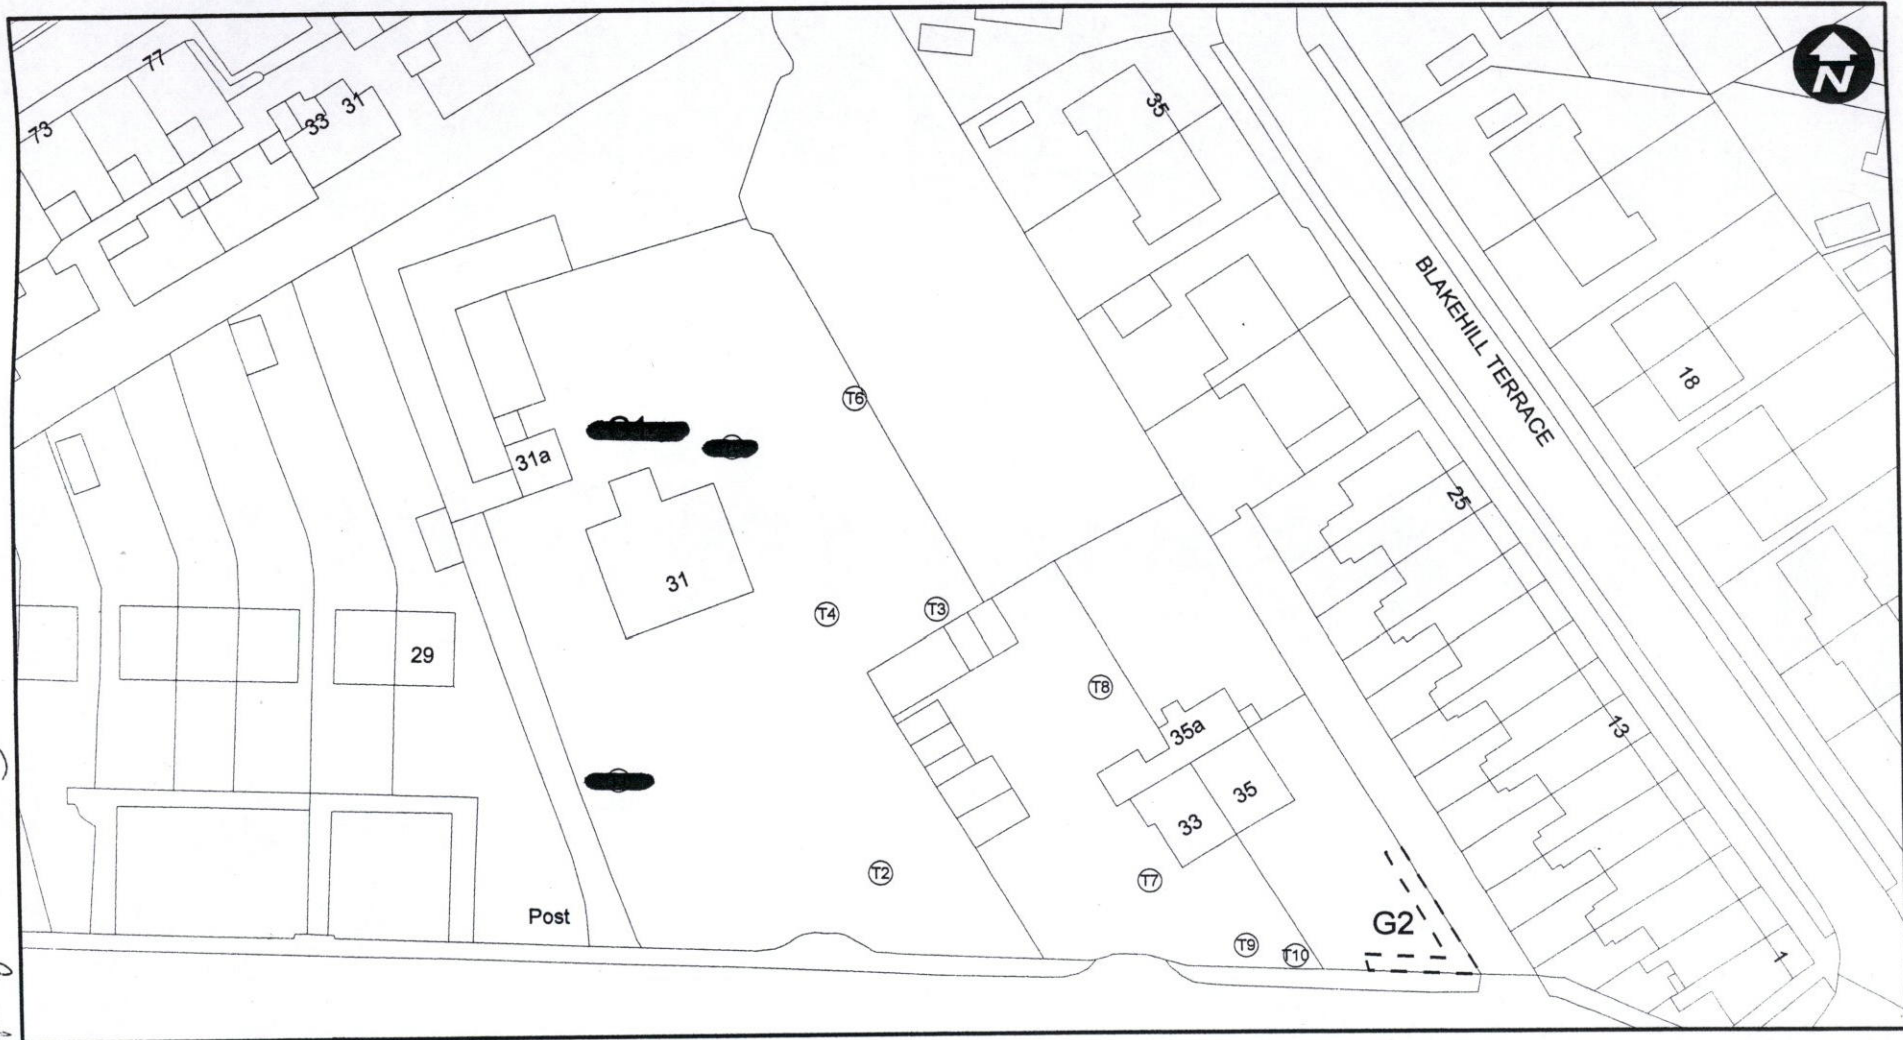 77
73
33
31
35
N
BLAKEHILL TERRACE
18
T6
31a
25
31
T4
T3
29
T8
35a
13
35
33
T2
T7
G2
Post
T9
T10
1